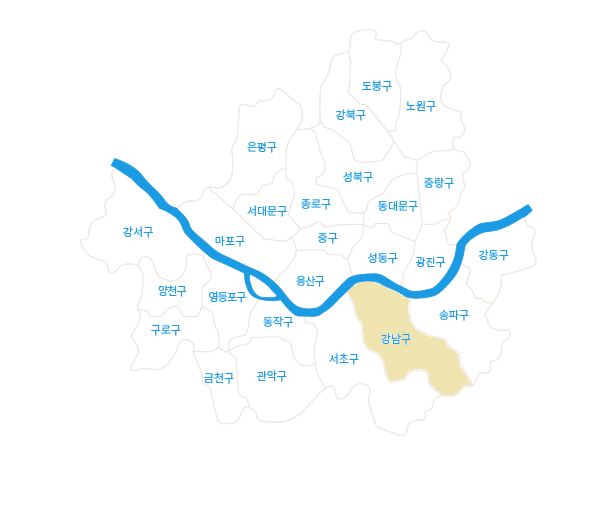 도봉구
노원구
강북구
은평구
성북구
중랑구
서대문구
종로구
동대문구
강서구
마포구
중구
성동구
광진구
강동구
용산구
양천구
영등포구
송파구
동작구
구로구
강남구
서초구
금천구
관악구